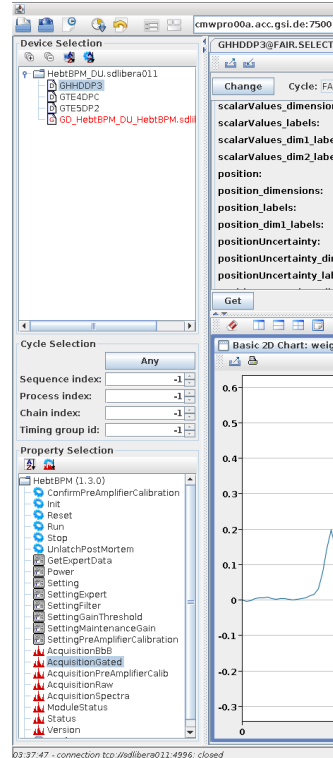 cmwpro00a.acc.gsi.de:7500
Device Selection
HebtBPM_DU.sdlibera011
GHHDDP3
GTE4DPC
GTE5DP2
GD_HebtBPM_DU_HebtBPM.sdli
Cycle Selection
Any
Sequence index: -1
Process index: -1
Chain index: -1
Timing group id: -1
Property Selection
HebtBPM (1.3.0)
ConfirmPreAmplifierCalibration
Init
Reset
Run
Stop
UnlatchPostMortem
GetExpertData
Power
Setting
SettingExpert
SettingFilter
SettingGainThreshold
SettingMaintenanceGain
SettingPreAmplifierCalibration
AcquisitionBbB
AcquisitionGated
AcquisitionPreAmplifierCalib
AcquisitionRaw
AcquisitionSpectra
ModuleStatus
Status
Version
GHHDDP3@FAIR.SELECT
Change Cycle: FA
scalarValues_dimension
scalarValues_labels:
scalarValues_dim1_labe
scalarValues_dim2_labe
position:
position_dimensions:
position_labels:
position_dim1_labels:
positionUncertainty:
positionUncertainty_dim
positionUncertainty_lab
Get
Basic 2D Chart: weig
0.6
0.5
0.4
0.3
0.2
0.1
0
-0.1
-0.2
-0.3
0
03:37:47 - connection tcp://sdlibera011:4996: closed